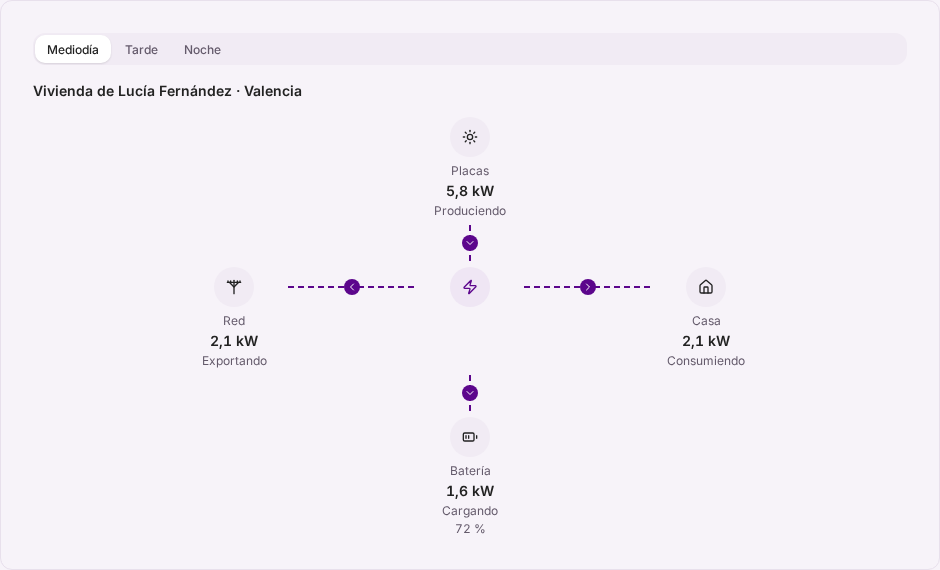 Mediodía Tarde Noche
Vivienda de Lucía Fernández · Valencia
Placas
5,8 kW
Produciendo
Red
2,1 kW
Exportando
Casa
2,1 kW
Consumiendo
Batería
1,6 kW
Cargando
72 %